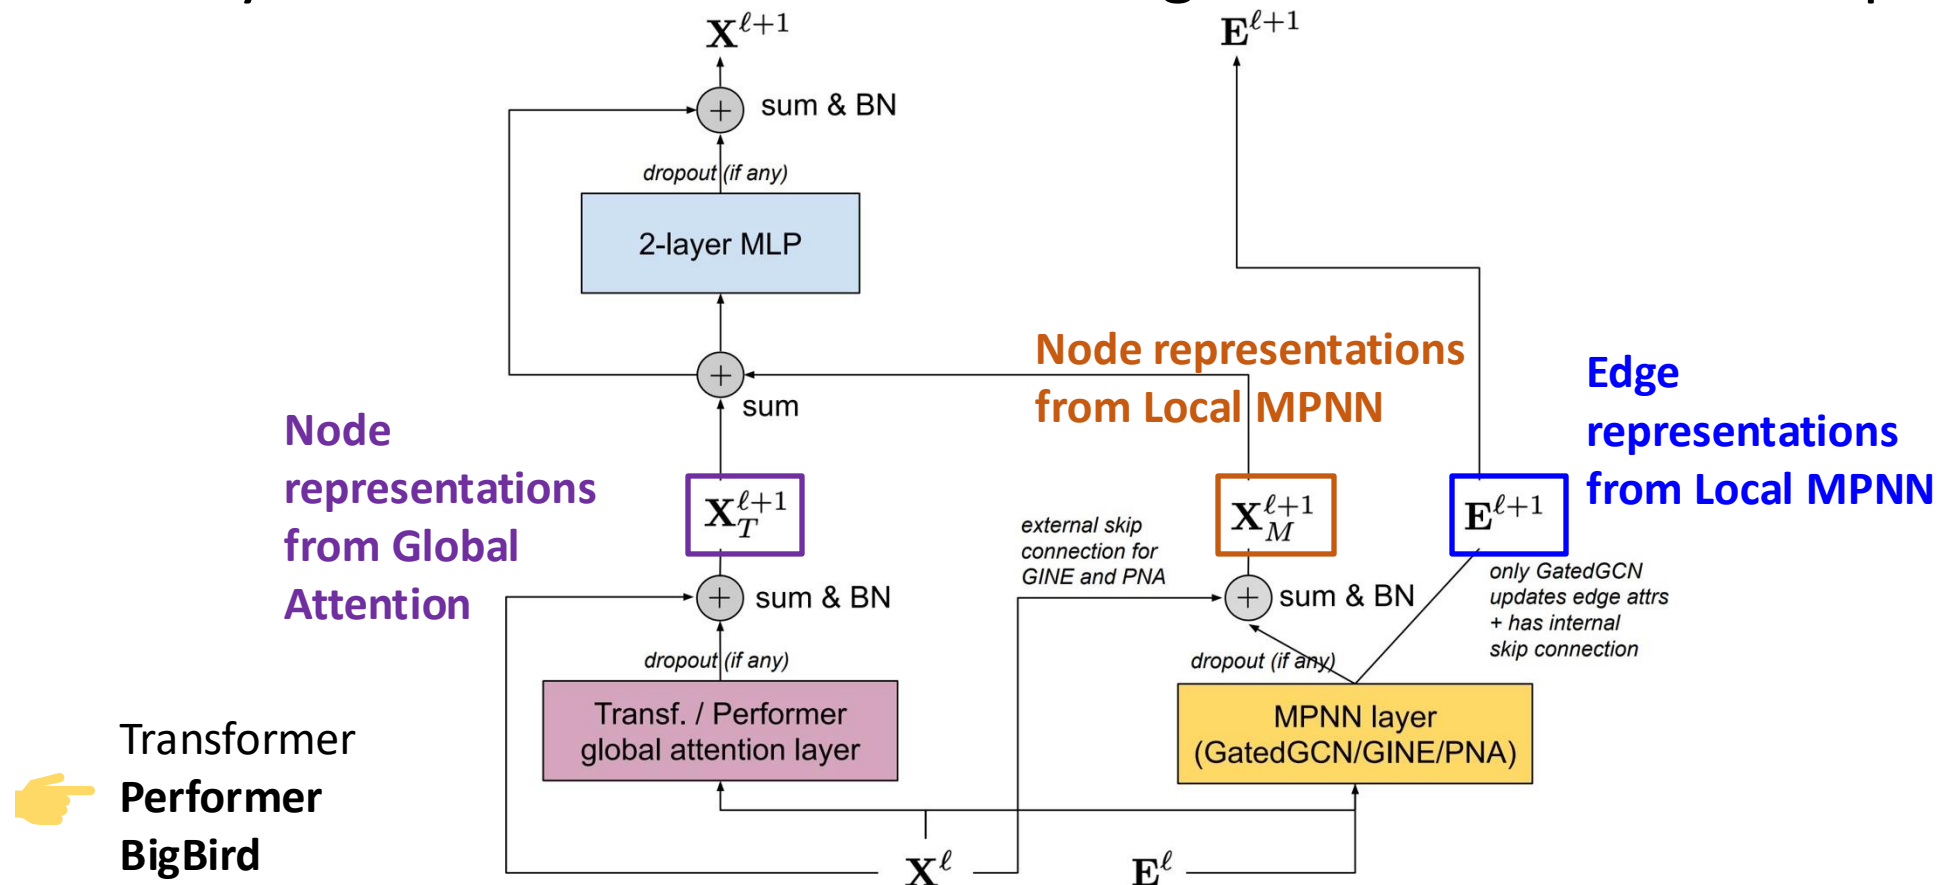 X^{ℓ+1}
E^{ℓ+1}
+
sum & BN
dropout (if any)
2-layer MLP
+
sum
Node representations
from Local MPNN
Edge
representations
from Local MPNN
Node
representations
from Global
Attention
X_T^{ℓ+1}
X_M^{ℓ+1}
E^{ℓ+1}
external skip
connection for
GINE and PNA
+
sum & BN
+
sum & BN
only GatedGCN
updates edge attrs
+ has internal
skip connection
dropout (if any)
dropout (if any)
Transf. / Performer
global attention layer
MPNN layer
(GatedGCN/GINE/PNA)
Transformer
Performer
BigBird
X^ℓ
E^ℓ